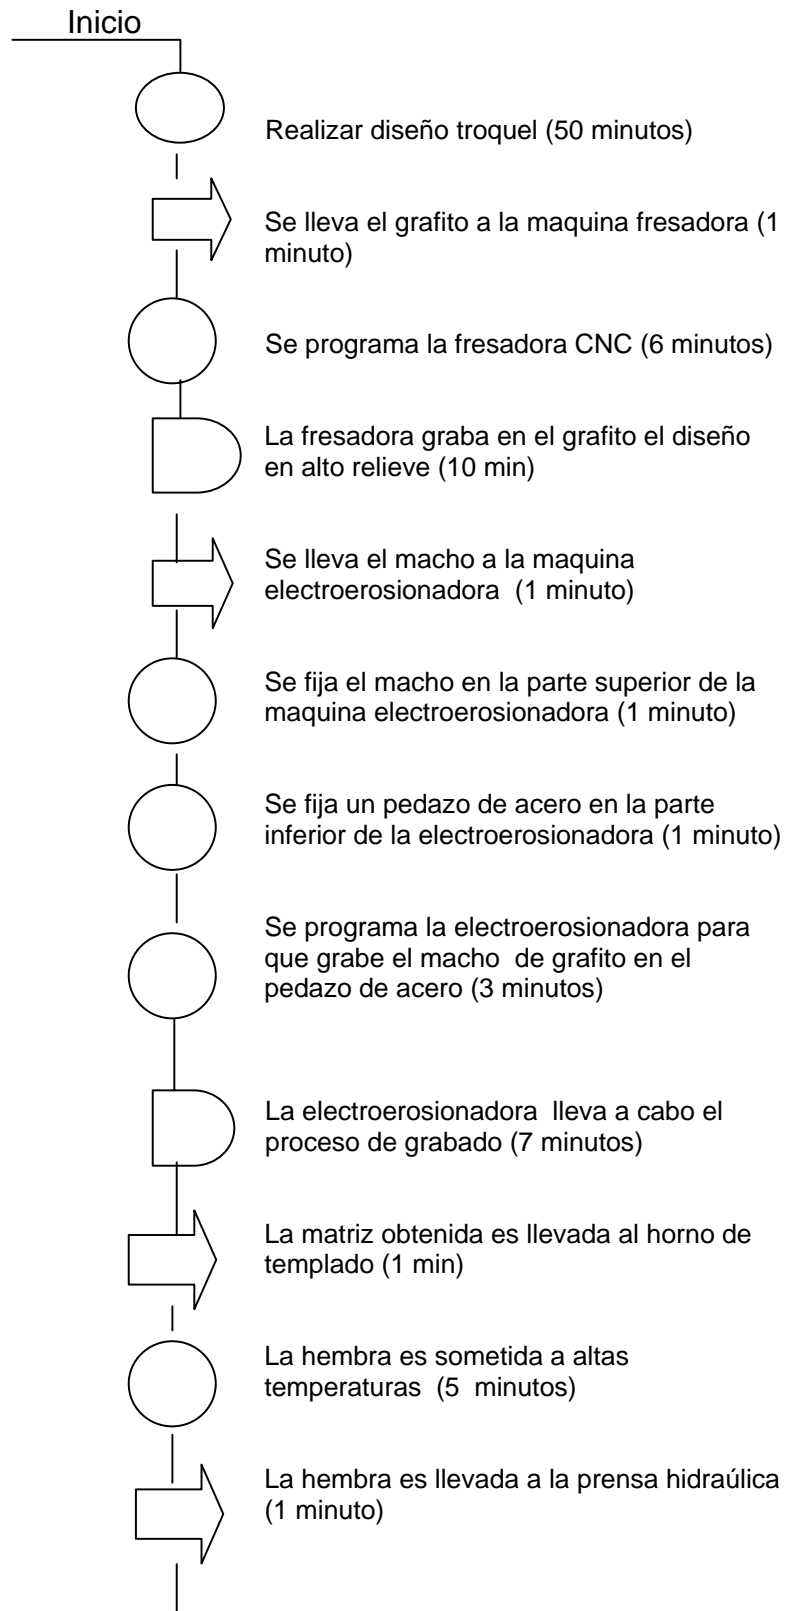 Inicio
Realizar diseño troquel (50 minutos)
Se lleva el grafito a la maquina fresadora (1
minuto)
Se programa la fresadora CNC (6 minutos)
La fresadora graba en el grafito el diseño
en alto relieve (10 min)
Se lleva el macho a la maquina
electroerosionadora  (1 minuto)
Se fija el macho en la parte superior de la
maquina electroerosionadora (1 minuto)
Se fija un pedazo de acero en la parte
inferior de la electroerosionadora (1 minuto)
Se programa la electroerosionadora para
que grabe el macho  de grafito en el
pedazo de acero (3 minutos)
La electroerosionadora  lleva a cabo el
proceso de grabado (7 minutos)
La matriz obtenida es llevada al horno de
templado (1 min)
La hembra es sometida a altas
temperaturas  (5  minutos)
La hembra es llevada a la prensa hidraúlica
(1 minuto)